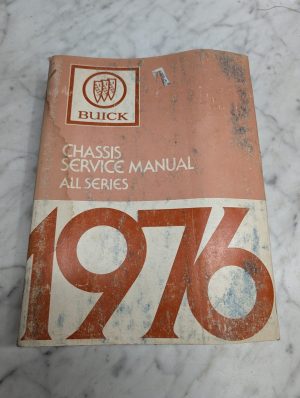 BUICK
CHASSIS
SERVICE MANUAL
ALL SERIES
1976